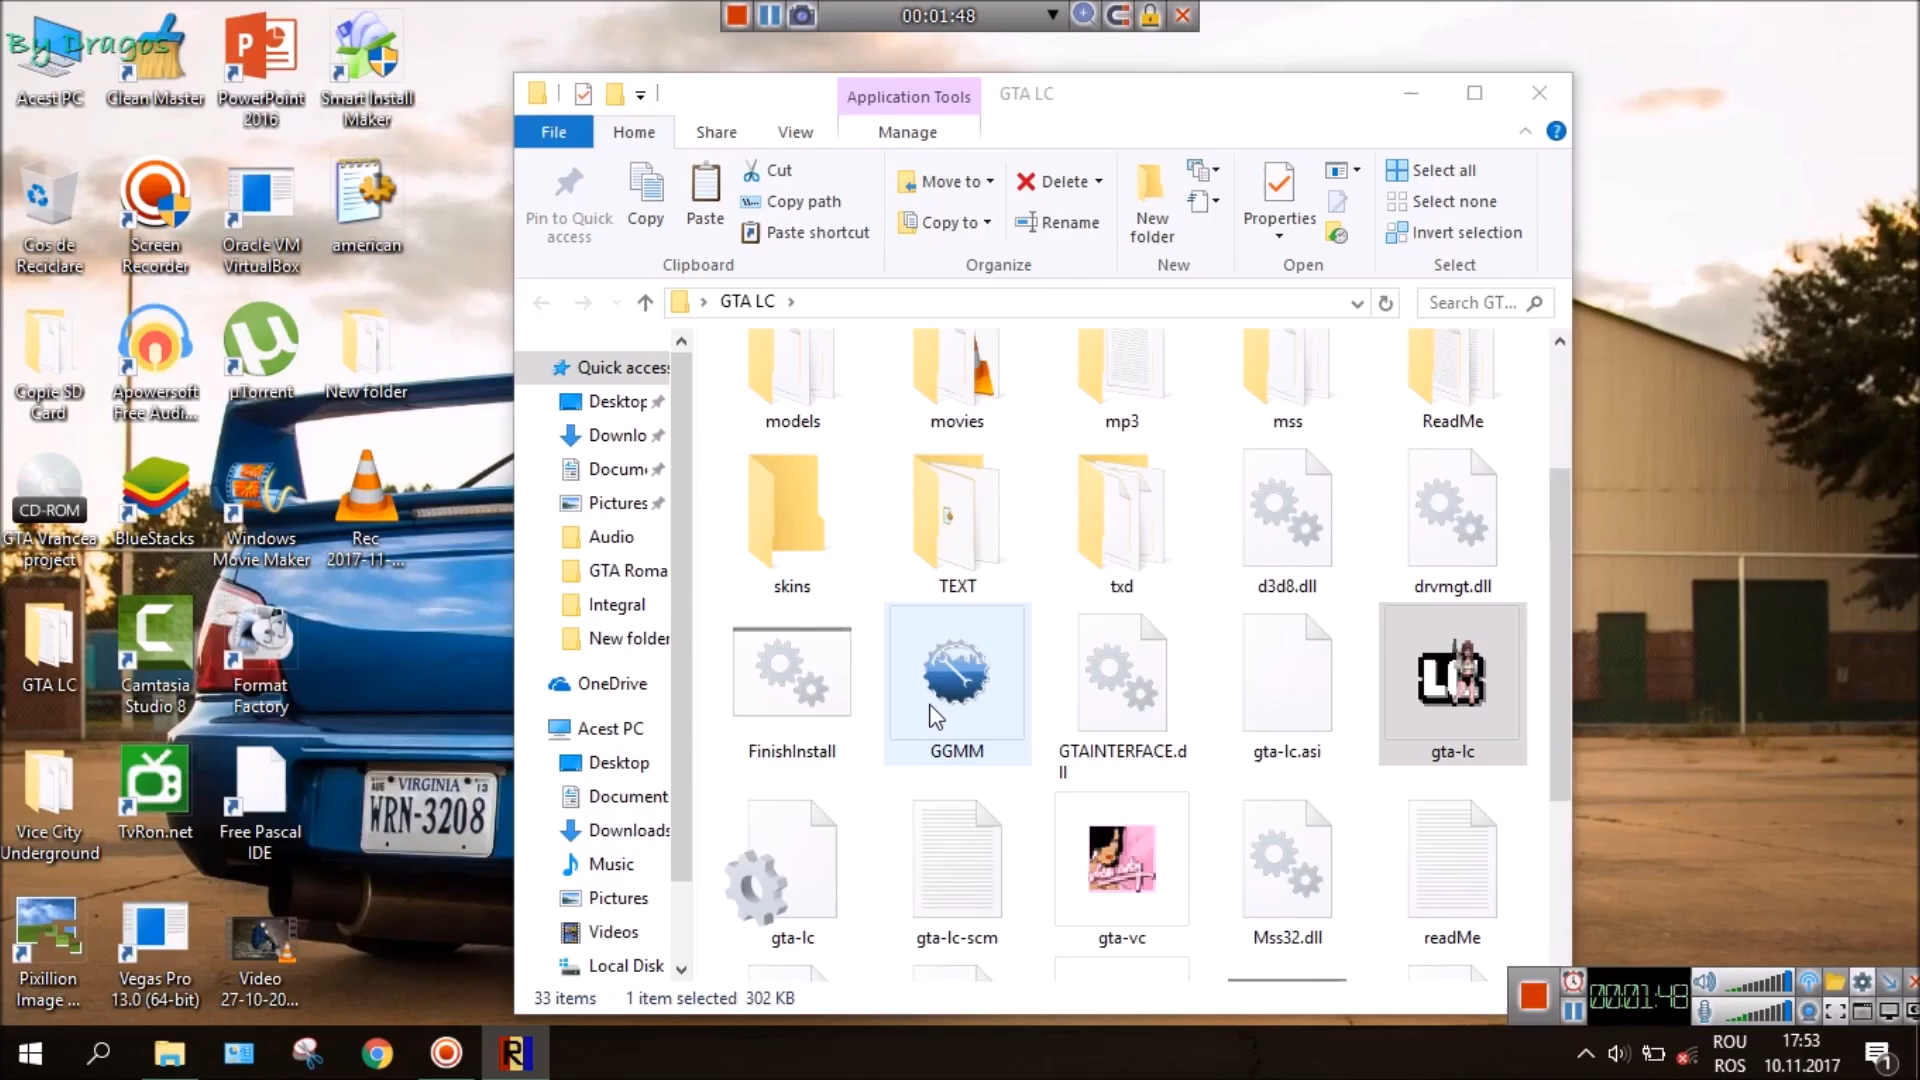 00:01:48
By Dragos
Acest PC
Clean Master
PowerPoint
2016
Smart Install
Maker
Cos de
Reciclare
Screen
Recorder
Oracle VM
VirtualBox
american
Copie SD
Card
Apowersoft
Free Audi...
µTorrent
New folder
CD-ROM
GTA Vrancea
project
BlueStacks
Windows
Movie Maker
Rec
2017-11-...
GTA LC
Camtasia
Studio 8
Format
Factory
Vice City
Underground
TvRon.net
Free Pascal
IDE
Pixillion
Image ...
Vegas Pro
13.0 (64-bit)
Video
27-10-20...
VIRGINIA
AUG
13
WRN-3208
Application Tools
GTA LC
File
Home
Share
View
Manage
Pin to Quick
access
Copy
Paste
Cut
Copy path
Paste shortcut
Clipboard
Move to
Copy to
Delete
Rename
Organize
New
folder
New
Properties
Open
Select all
Select none
Invert selection
Select
GTA LC
Search GT...
Quick access
Desktop
Downlo
Docum
Pictures
Audio
GTA Roma
Integral
New folder
OneDrive
Acest PC
Desktop
Document
Downloads
Music
Pictures
Videos
Local Disk
models
movies
mp3
mss
ReadMe
skins
TEXT
txd
d3d8.dll
drvmgt.dll
FinishInstall
GGMM
GTAINTERFACE.d
ll
gta-lc.asi
gta-lc
gta-lc
gta-lc-scm
gta-vc
Mss32.dll
readMe
33 items
1 item selected 302 KB
00:01:48
ROU
ROS
17:53
10.11.2017
1